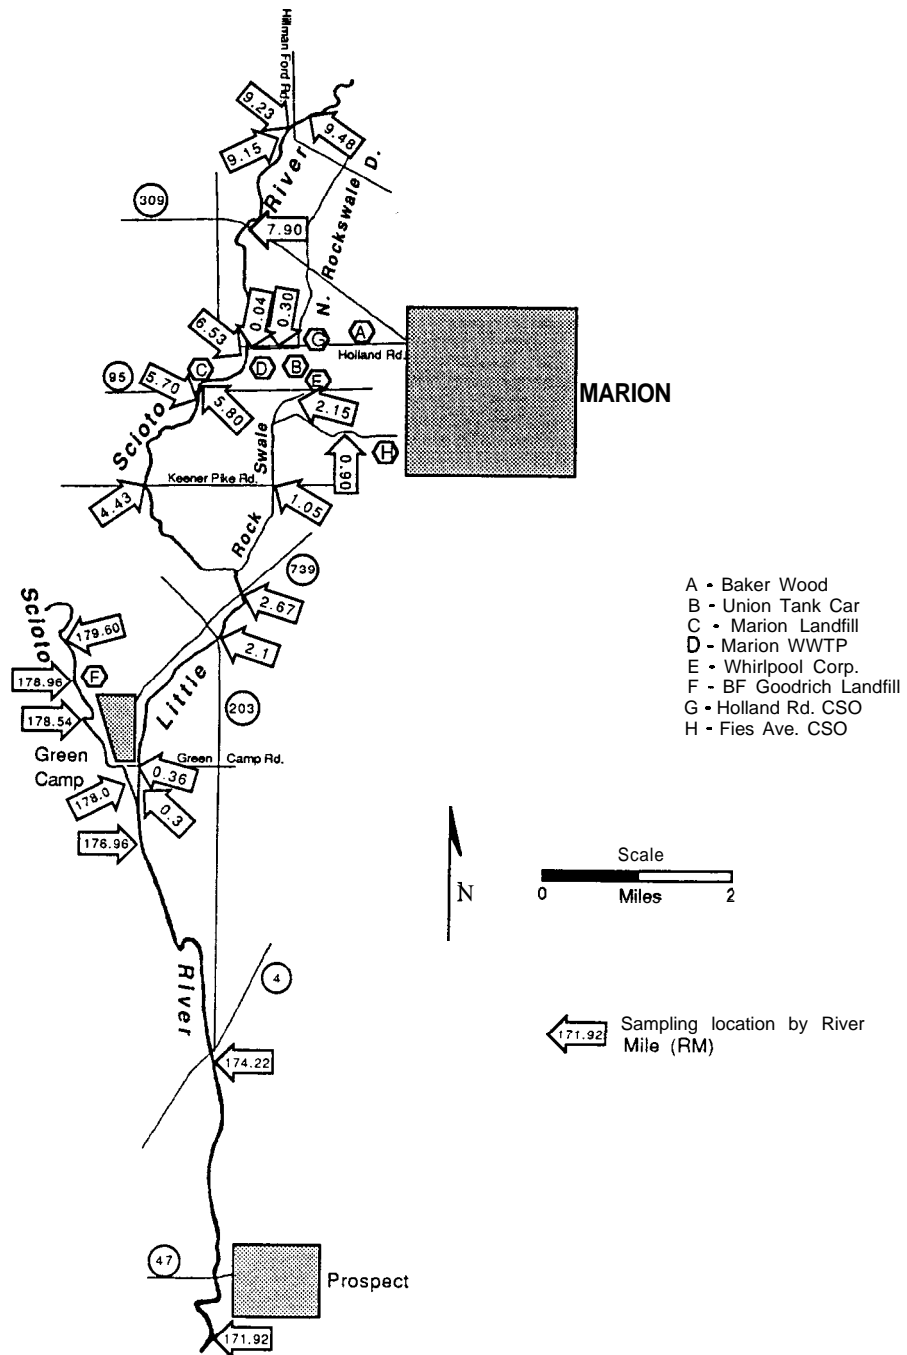 Hillman Ford Rd.
9.23
9.15
9.48
River
N. Rockswale D.
309
7.90
0.04
0.30
6.53
G
A
Holland Rd.
C
D
B
E
95
5.70
5.80
2.15
MARION
Scioto
Swale
H
0.90
Keener Pike Rd.
4.43
1.05
Rock
739
2.67
2.1
Scioto
179.60
178.96
F
178.54
Little
203
Green
Camp
Green Camp Rd.
0.36
178.0
0.3
176.96
A - Baker Wood
B - Union Tank Car
C - Marion Landfill
D - Marion WWTP
E - Whirlpool Corp.
F - BF Goodrich Landfill
G - Holland Rd. CSO
H - Fies Ave. CSO
N
Scale
0 Miles 2
River
4
171.92
Sampling location by River
Mile (RM)
174.22
47
Prospect
171.92